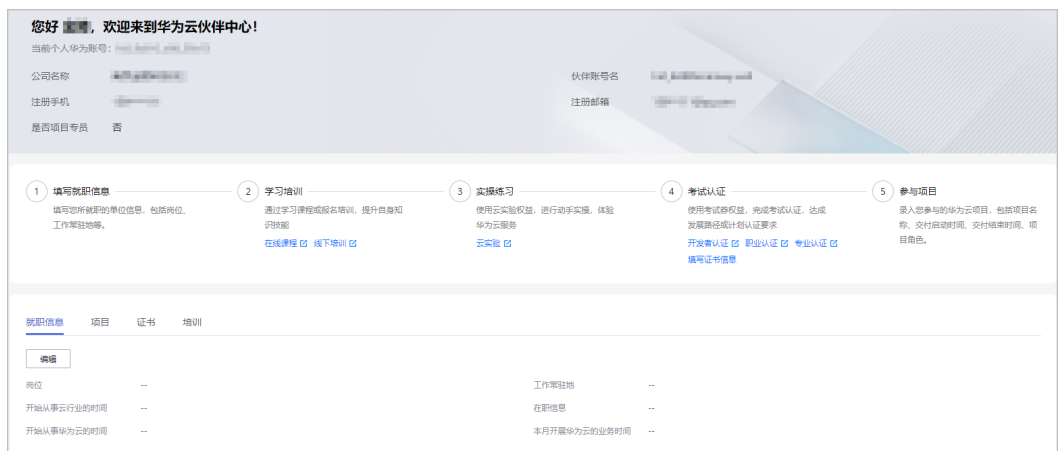 您好 ，欢迎来到华为云伙伴中心！
当前个人华为账号：
公司名称
伙伴账号名
注册手机
注册邮箱
是否项目专员 否
1 填写就职信息
填写您所就职的单位信息，包括岗位、
工作常驻地等。
2 学习培训
通过学习课程或报名培训，提升自身知
识技能
在线课程 线下培训
3 实操练习
使用云实验权益，进行动手实操，体验
华为云服务
云实验
4 考试认证
使用考试券权益，完成考试认证，达成
发展路径或计划认证要求
开发者认证 职业认证 专业认证
填写证书信息
5 参与项目
录入您参与的华为云项目，包括项目名
称、交付启动时间、交付结束时间、项
目角色。
就职信息 项目 证书 培训
编辑
岗位 --
工作常驻地 --
开始从事云行业的时间 --
在职信息 --
开始从事华为云的时间 --
本月开展华为云的业务时间 --